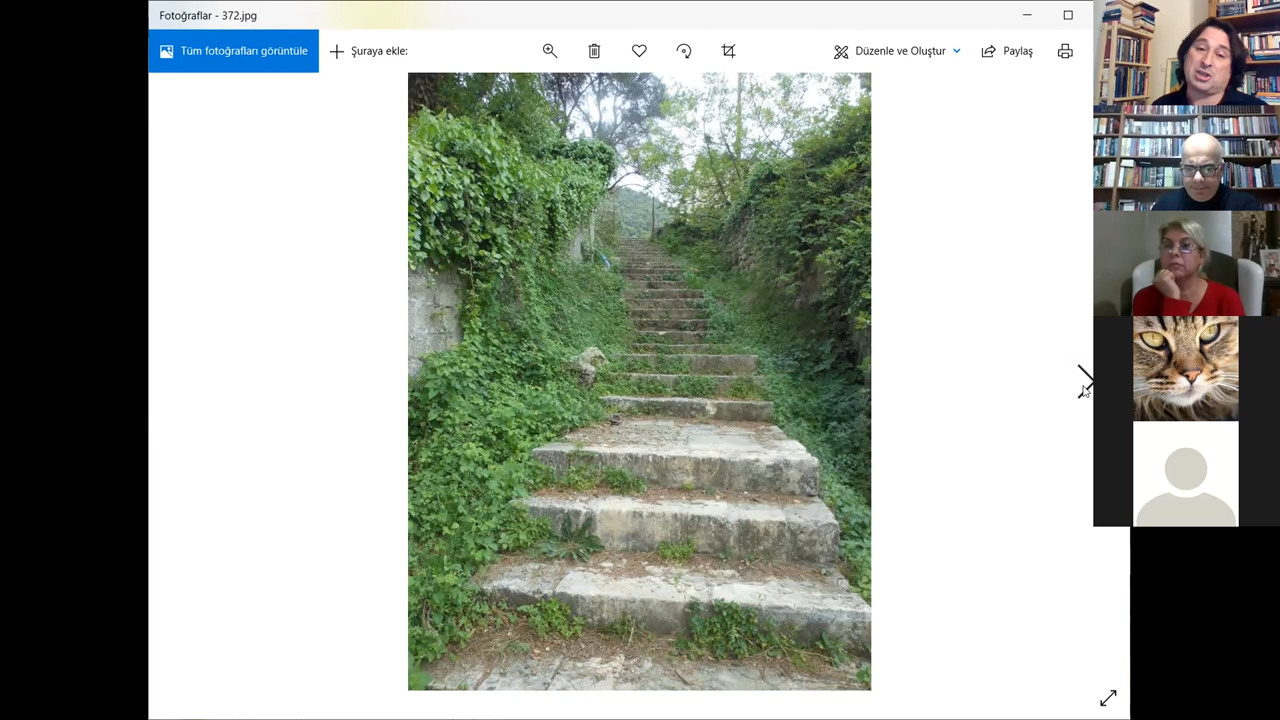 Fotoğraflar - 372.jpg
Tüm fotoğrafları görüntüle
Şuraya ekle:
Düzenle ve Oluştur
Paylaş